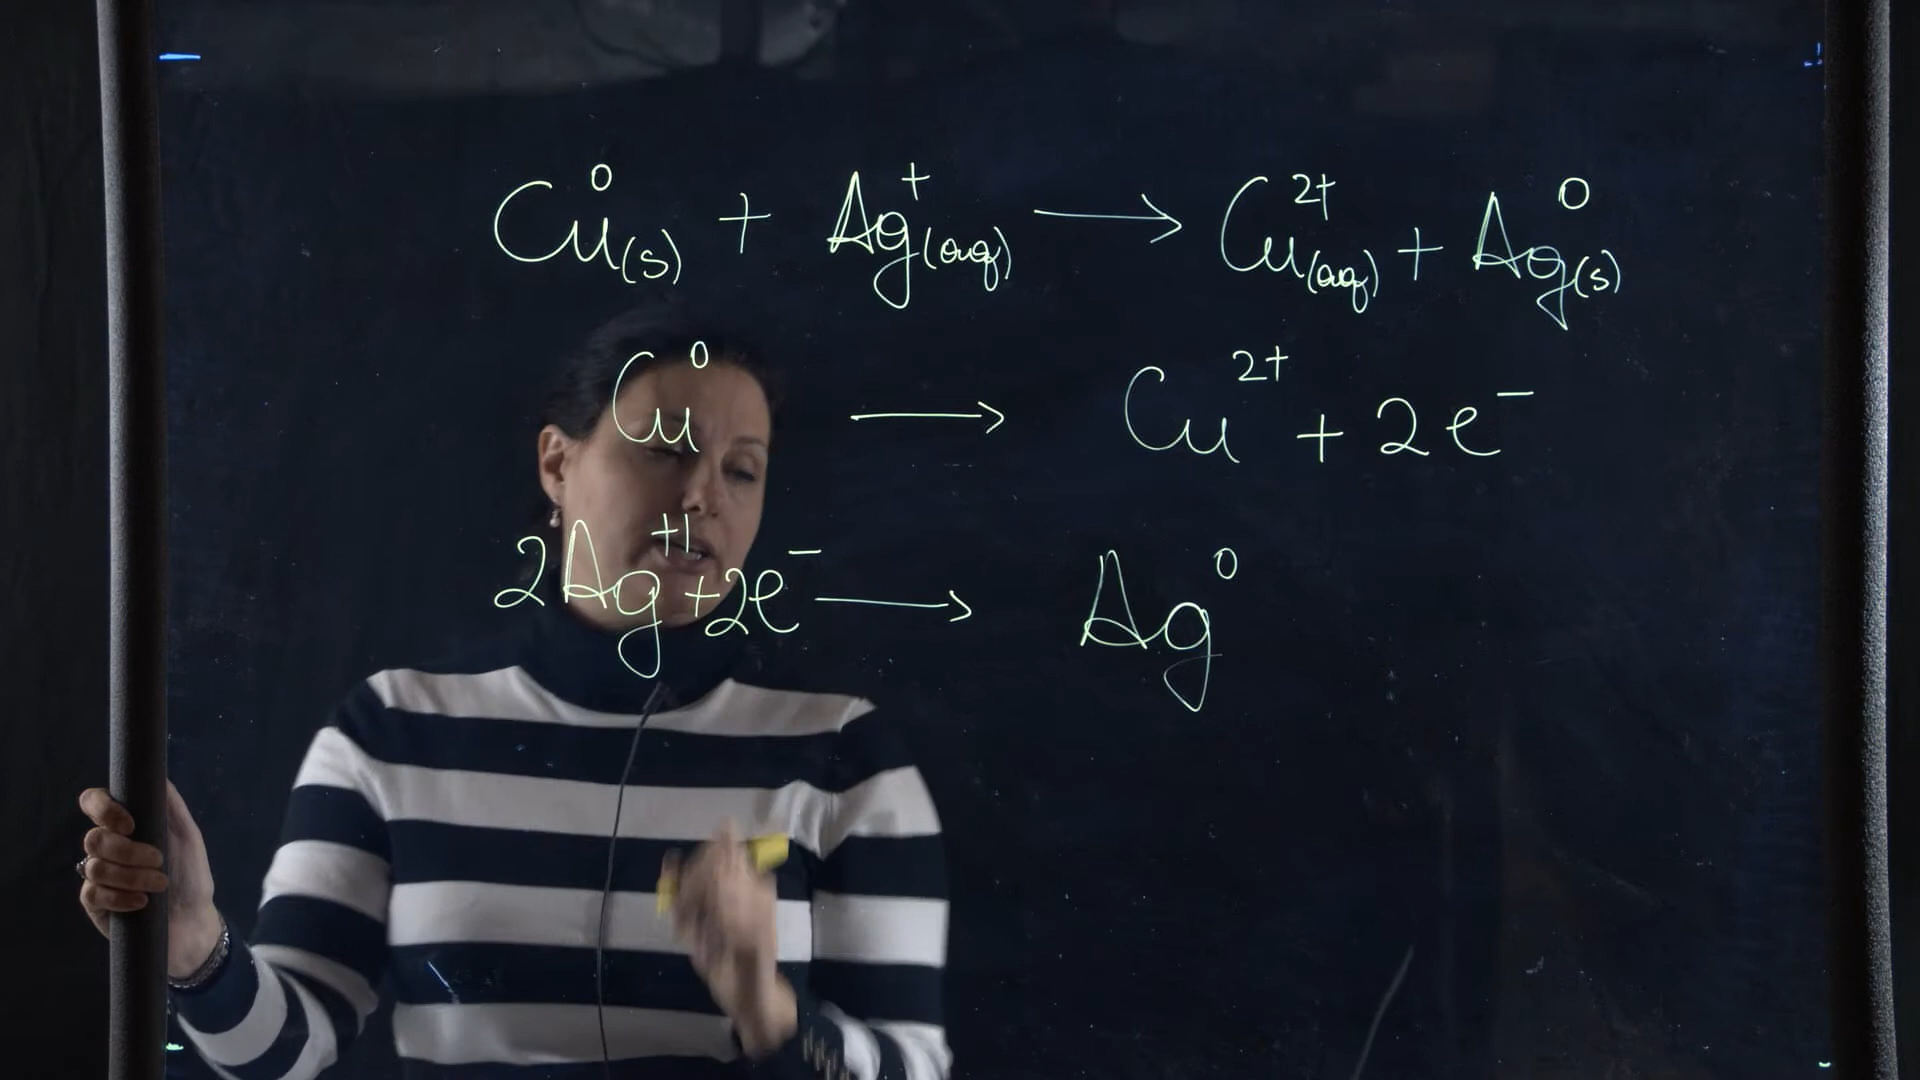 Cu⁰(s) + Ag⁺(aq) → Cu²⁺(aq) + Ag⁰(s)
Cu⁰ → Cu²⁺ + 2e⁻
2Ag⁺¹ + 2e⁻ → Ag⁰